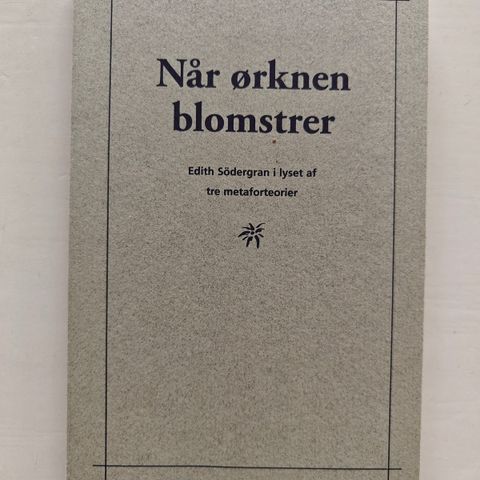 Når ørknen
blomstrer
Edith Södergran i lyset af
tre metaforteorier